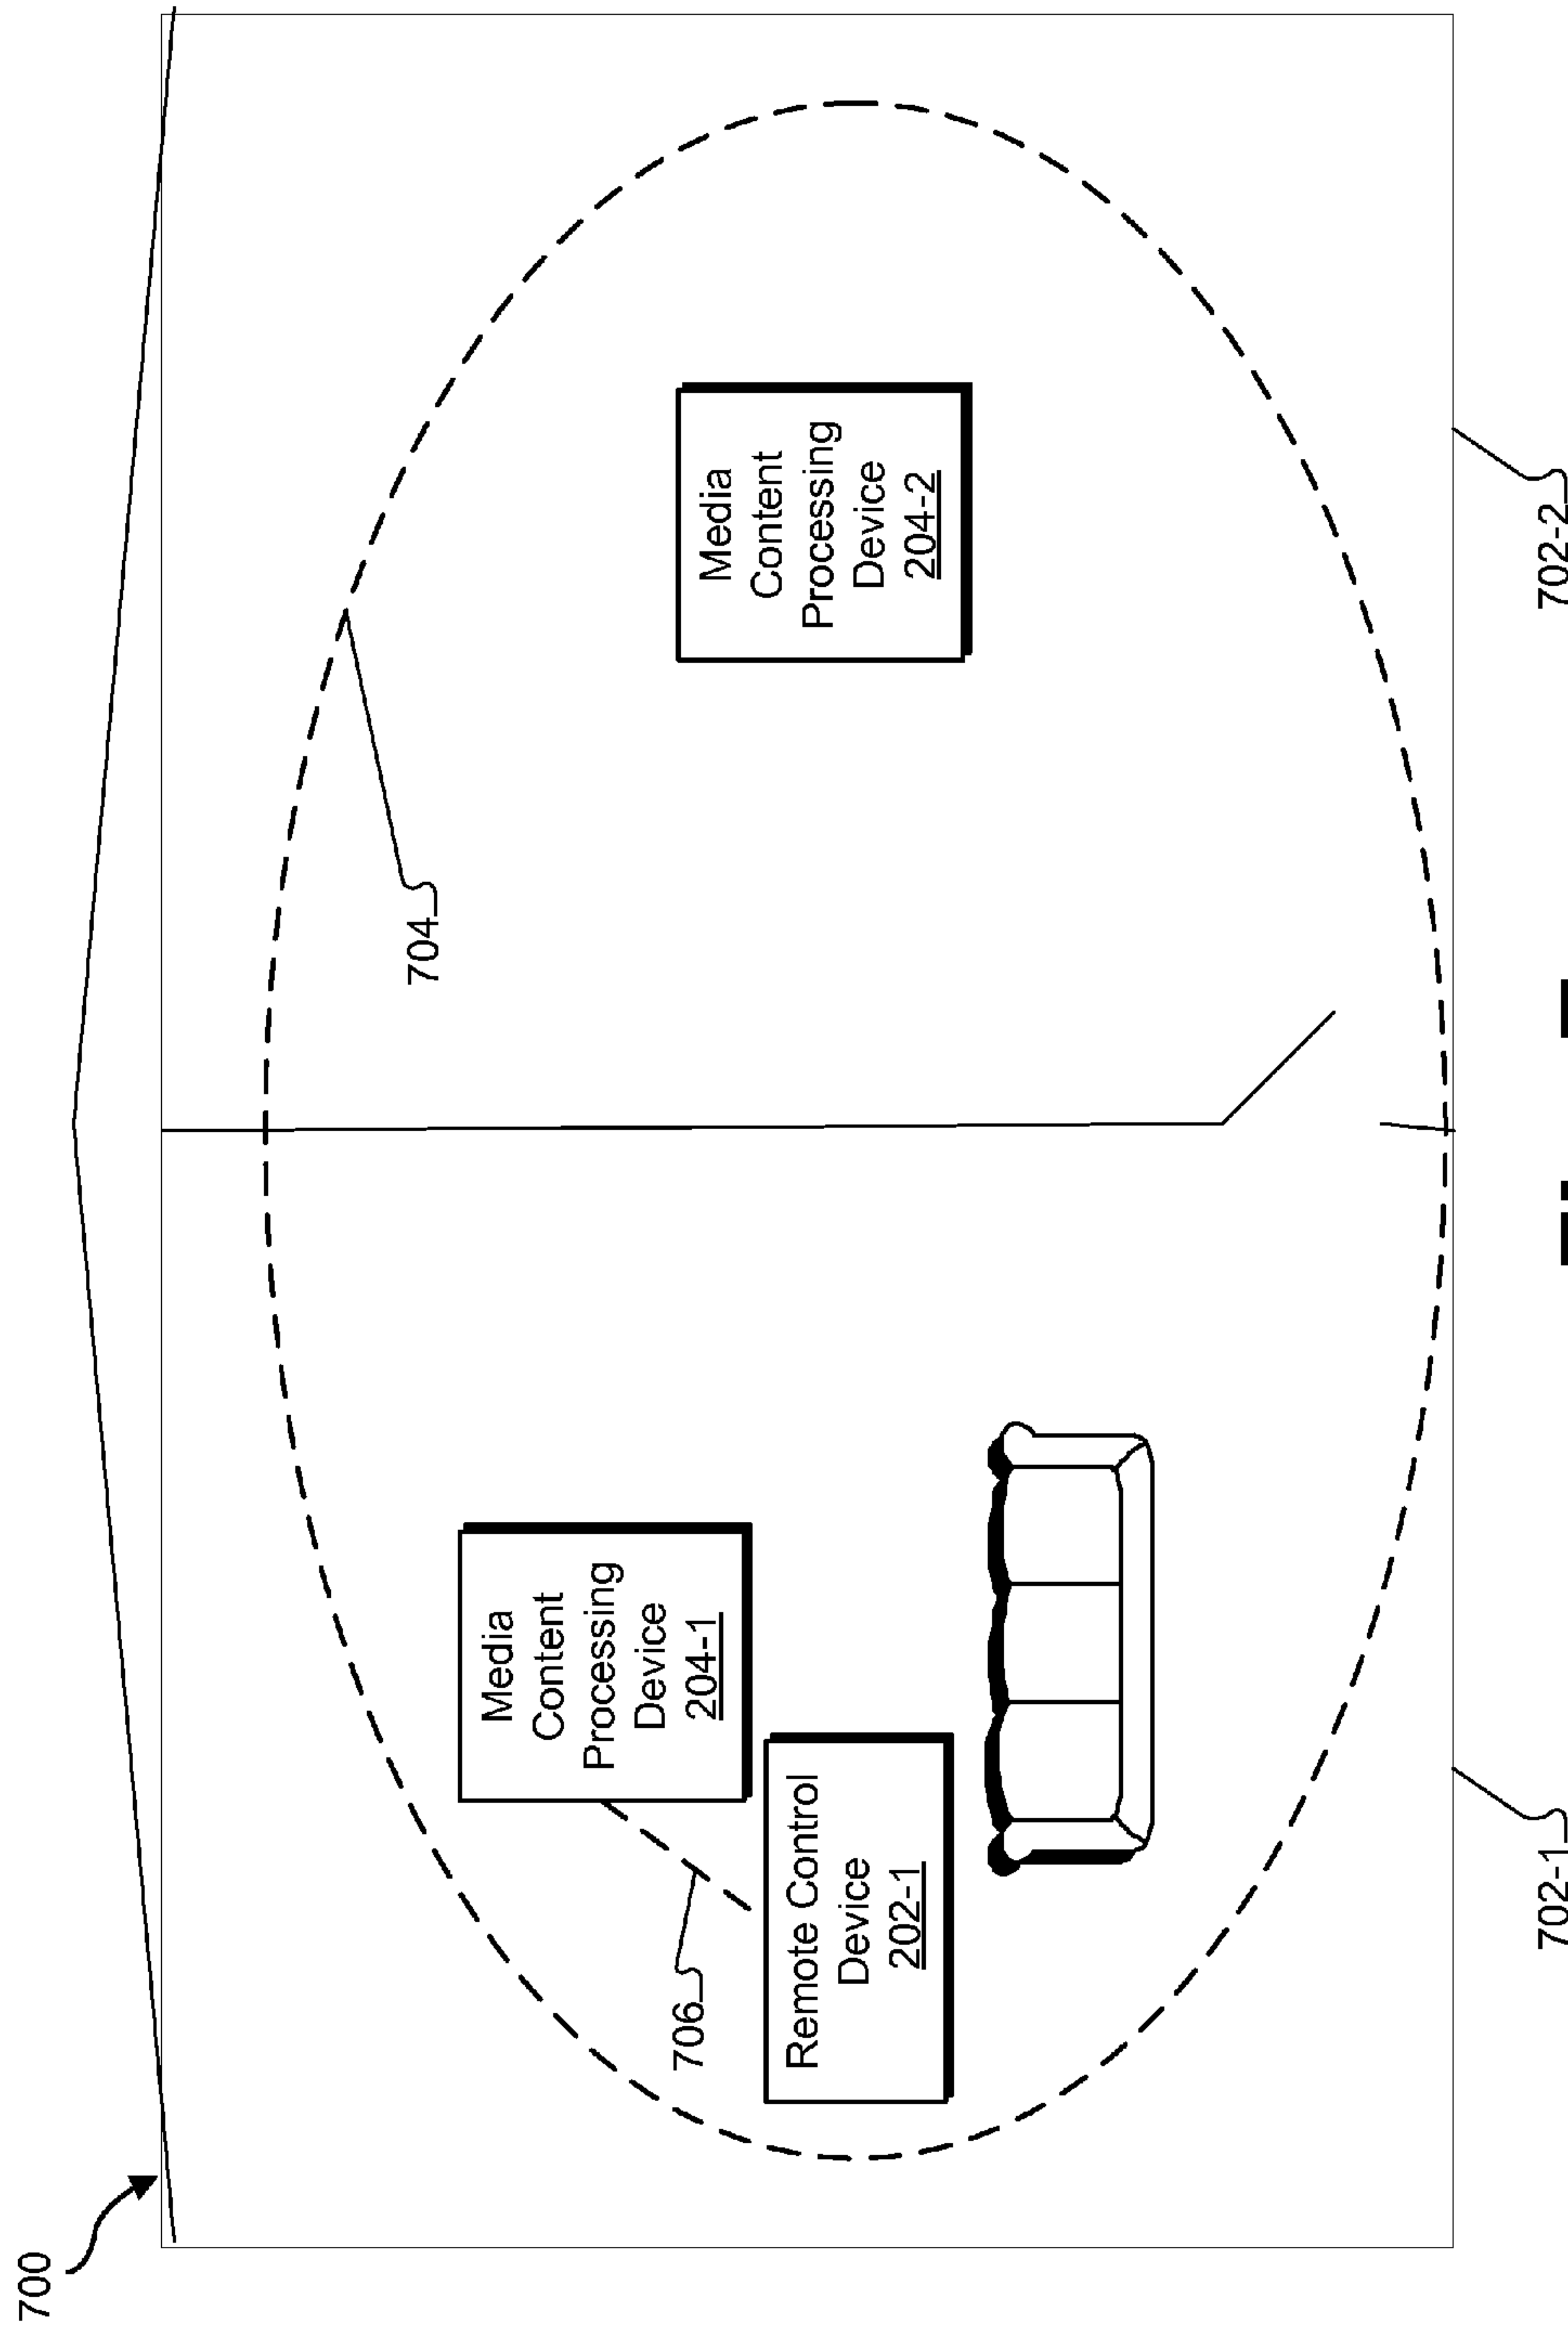 700
704
Media
Content
Processing
Device
204-2
Media
Content
Processing
Device
204-1
706
Remote Control
Device
202-1
702-1
702-2